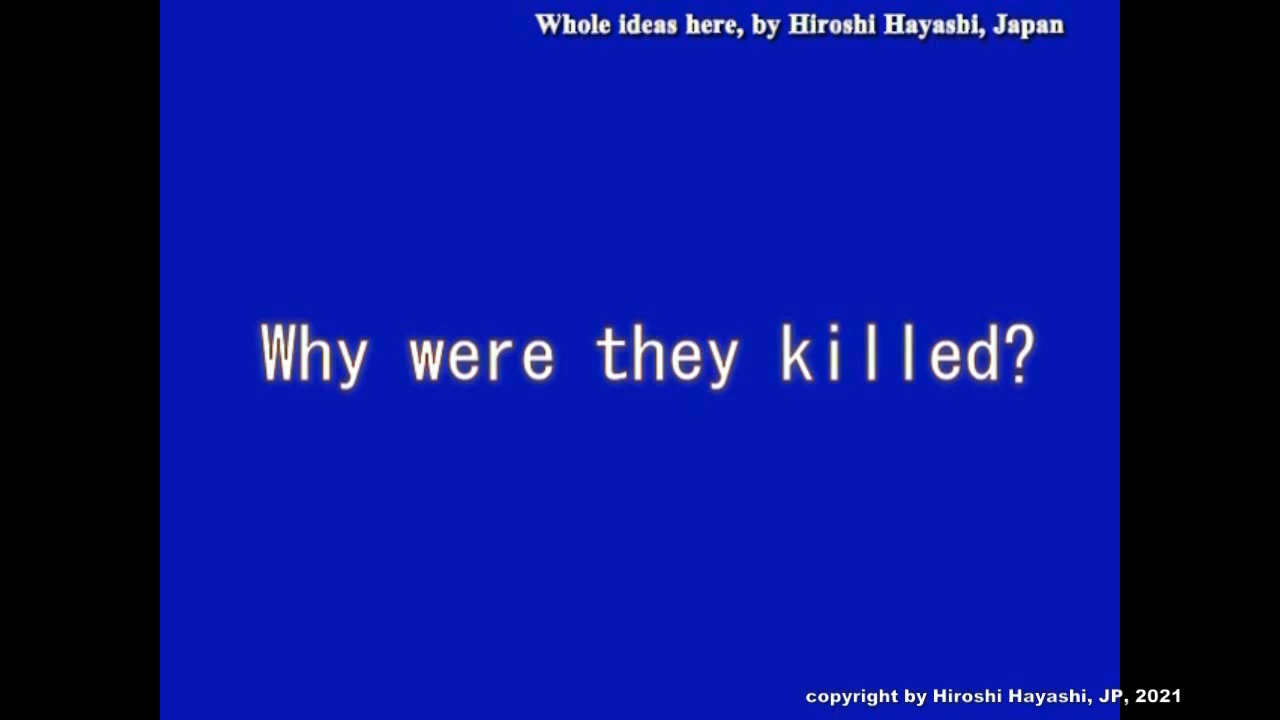 Whole ideas here, by Hiroshi Hayashi, Japan
Why were they killed?
copyright by Hiroshi Hayashi, JP, 2021